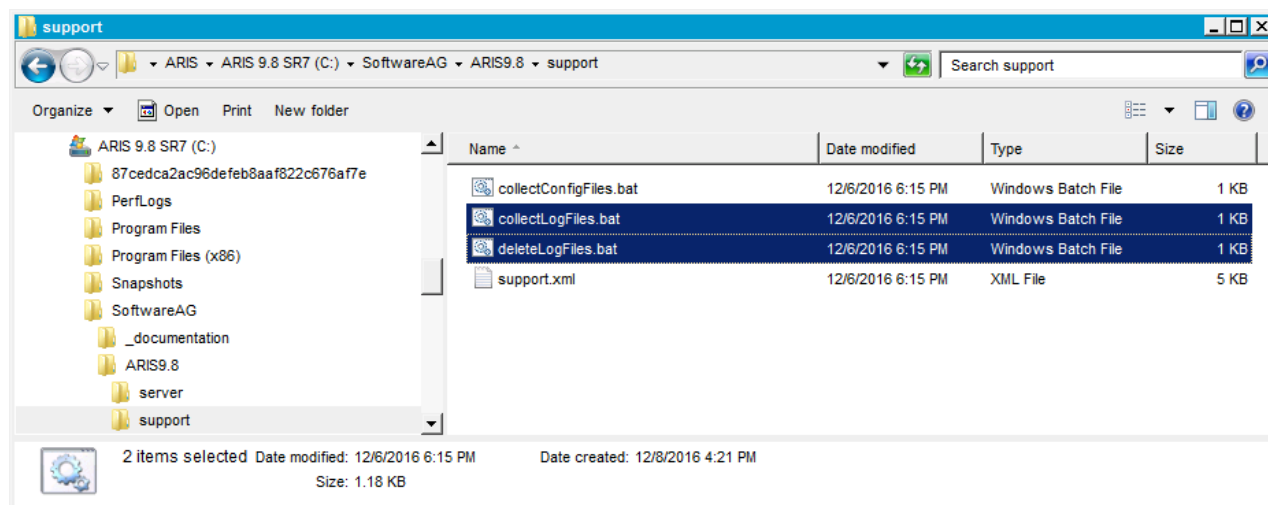 support
ARIS ARIS 9.8 SR7 (C:) SoftwareAG ARIS9.8 support Search support
Organize Open Print New folder
ARIS 9.8 SR7 (C:)
87cedca2ac96defeb8aaf822c676af7e
PerfLogs
Program Files
Program Files (x86)
Snapshots
SoftwareAG
_documentation
ARIS9.8
server
support
Name Date modified Type Size
collectConfigFiles.bat 12/6/2016 6:15 PM Windows Batch File 1 KB
collectLogFiles.bat 12/6/2016 6:15 PM Windows Batch File 1 KB
deleteLogFiles.bat 12/6/2016 6:15 PM Windows Batch File 1 KB
support.xml 12/6/2016 6:15 PM XML File 5 KB
2 items selected Date modified: 12/6/2016 6:15 PM Date created: 12/8/2016 4:21 PM
Size: 1.18 KB